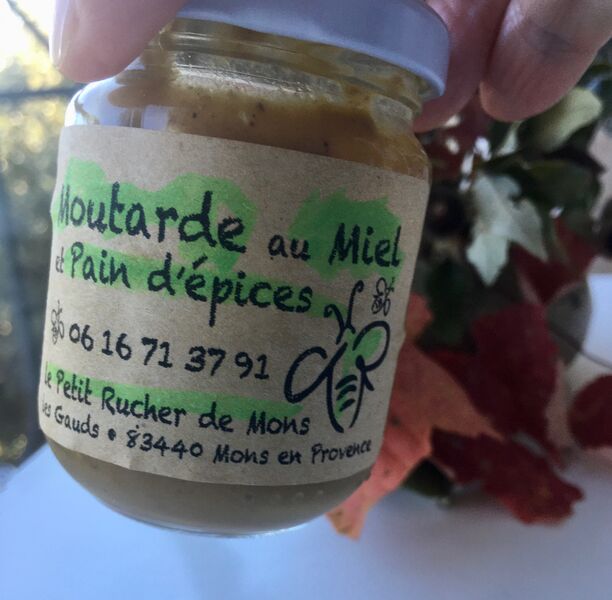 Moutarde au Miel
et Pain d'épices
06 16 71 37 91
Le Petit Rucher de Mons
Les Gauds • 83440 Mons en Provence